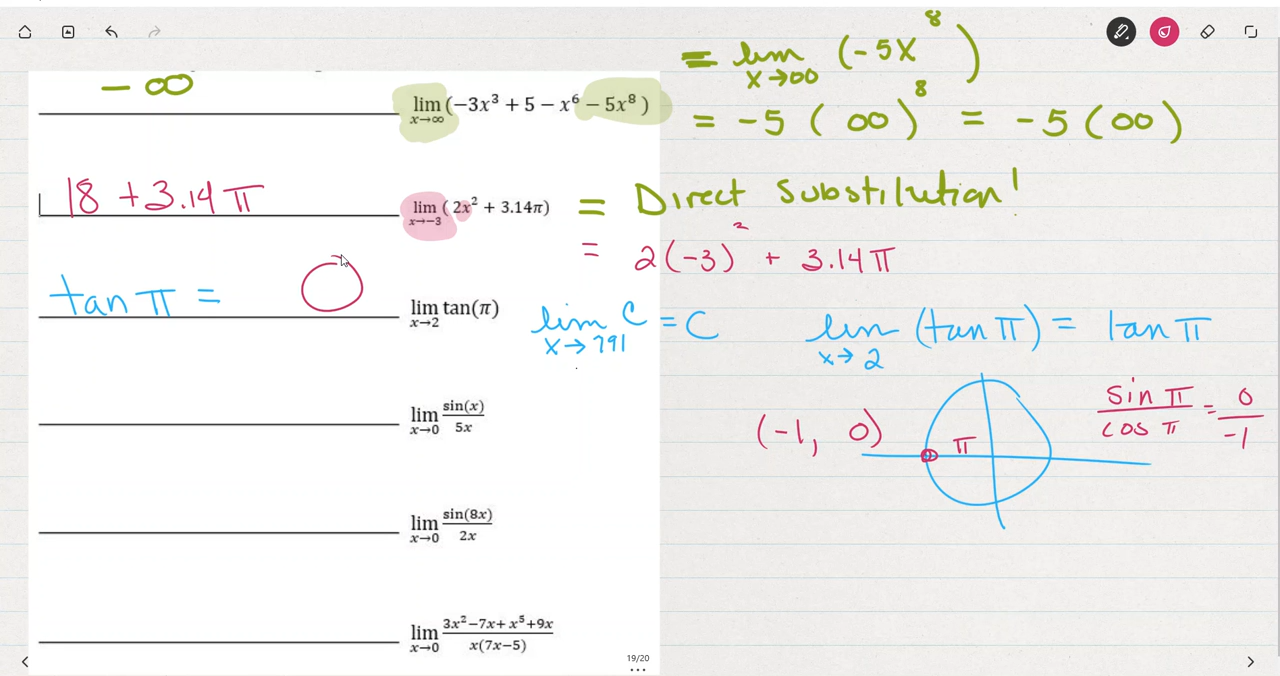 − ∞
lim x→∞ (−3x³ + 5 − x⁶ − 5x⁸)
= lim x→∞ (−5x⁸)
= −5(∞)⁸ = −5(∞)
18 + 3.14π
lim x→−3 (2x² + 3.14π)
= Direct Substitution!
= 2(−3)² + 3.14π
tan π = 0
lim x→2 tan(π)
lim x→791 C = C
lim x→2 (tan π) = tan π
(−1, 0)
π
sin π / cos π = 0 / −1
lim x→0 sin(x) / 5x
lim x→0 sin(8x) / 2x
lim x→0 3x²−7x+x⁵+9x / x(7x−5)
19/20